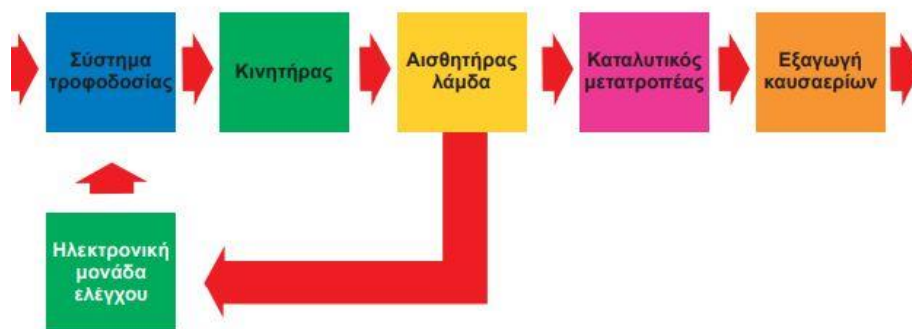 Σύστημα
τροφοδοσίας
Κινητήρας
Αισθητήρας
λάμδα
Καταλυτικός
μετατροπέας
Εξαγωγή
καυσαερίων
Ηλεκτρονική
μονάδα
ελέγχου